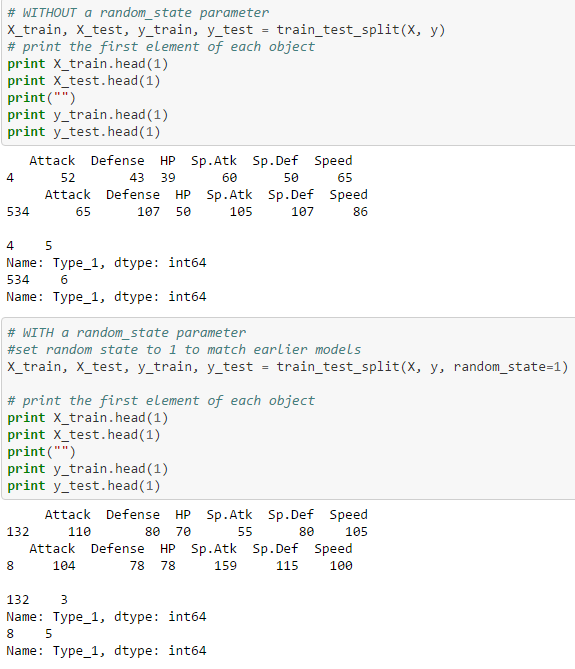 # WITHOUT a random_state parameter
X_train, X_test, y_train, y_test = train_test_split(X, y)
# print the first element of each object
print X_train.head(1)
print X_test.head(1)
print("")
print y_train.head(1)
print y_test.head(1)
   Attack  Defense  HP  Sp.Atk  Sp.Def  Speed
4      52       43  39      60      50     65
     Attack  Defense  HP  Sp.Atk  Sp.Def  Speed
534      65      107  50     105     107     86
4    5
Name: Type_1, dtype: int64
534    6
Name: Type_1, dtype: int64
# WITH a random_state parameter
#set random state to 1 to match earlier models
X_train, X_test, y_train, y_test = train_test_split(X, y, random_state=1)
# print the first element of each object
print X_train.head(1)
print X_test.head(1)
print("")
print y_train.head(1)
print y_test.head(1)
     Attack  Defense  HP  Sp.Atk  Sp.Def  Speed
132     110       80  70      55      80    105
   Attack  Defense  HP  Sp.Atk  Sp.Def  Speed
8     104       78  78     159     115    100
132    3
Name: Type_1, dtype: int64
8    5
Name: Type_1, dtype: int64